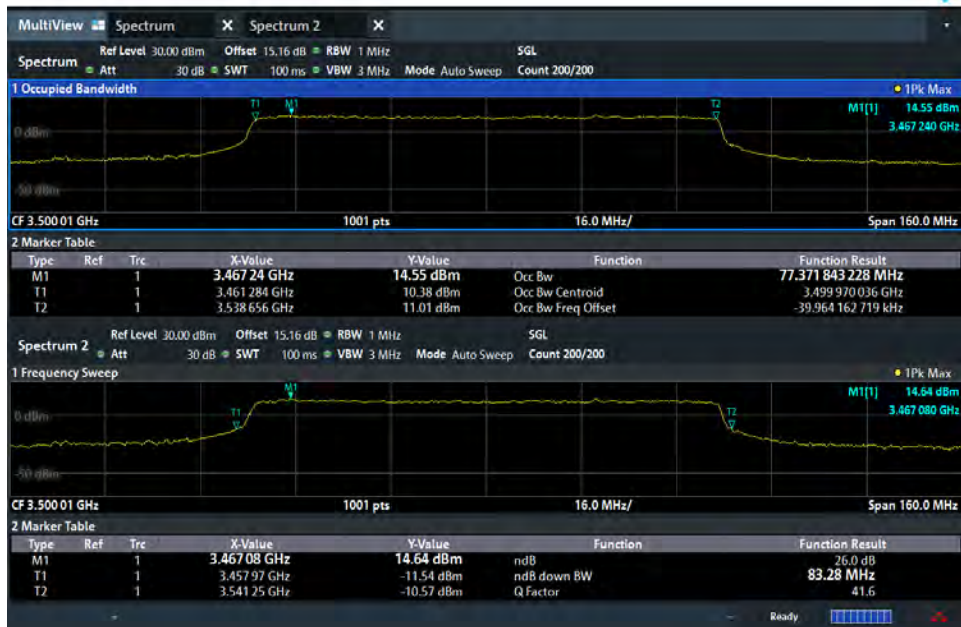 MultiView Spectrum X Spectrum 2 X
Ref Level 30.00 dBm Offset 15.16 dB RBW 1 MHz SGL
Spectrum Att 30 dB SWT 100 ms VBW 3 MHz Mode Auto Sweep Count 200/200
1 Occupied Bandwidth 1Pk Max
T1 M1 T2 M1[1] 14.55 dBm
0 dBm 3.467 240 GHz
-50 dBm
CF 3.500 01 GHz 1001 pts 16.0 MHz/ Span 160.0 MHz
2 Marker Table
Type Ref Trc X-Value Y-Value Function Function Result
M1 1 3.467 24 GHz 14.55 dBm Occ Bw 77.371 843 228 MHz
T1 1 3.461 284 GHz 10.38 dBm Occ Bw Centroid 3.499 970 036 GHz
T2 1 3.538 656 GHz 11.01 dBm Occ Bw Freq Offset -39.964 162 719 kHz
Ref Level 30.00 dBm Offset 15.16 dB RBW 1 MHz SGL
Spectrum 2 Att 30 dB SWT 100 ms VBW 3 MHz Mode Auto Sweep Count 200/200
1 Frequency Sweep 1Pk Max
M1 M1[1] 14.64 dBm
0 dBm T1 T2 3.467 080 GHz
-50 dBm
CF 3.500 01 GHz 1001 pts 16.0 MHz/ Span 160.0 MHz
2 Marker Table
Type Ref Trc X-Value Y-Value Function Function Result
M1 1 3.467 08 GHz 14.64 dBm ndB 26.0 dB
T1 1 3.457 97 GHz -11.54 dBm ndB down BW 83.28 MHz
T2 1 3.541 25 GHz -10.57 dBm Q Factor 41.6
Ready